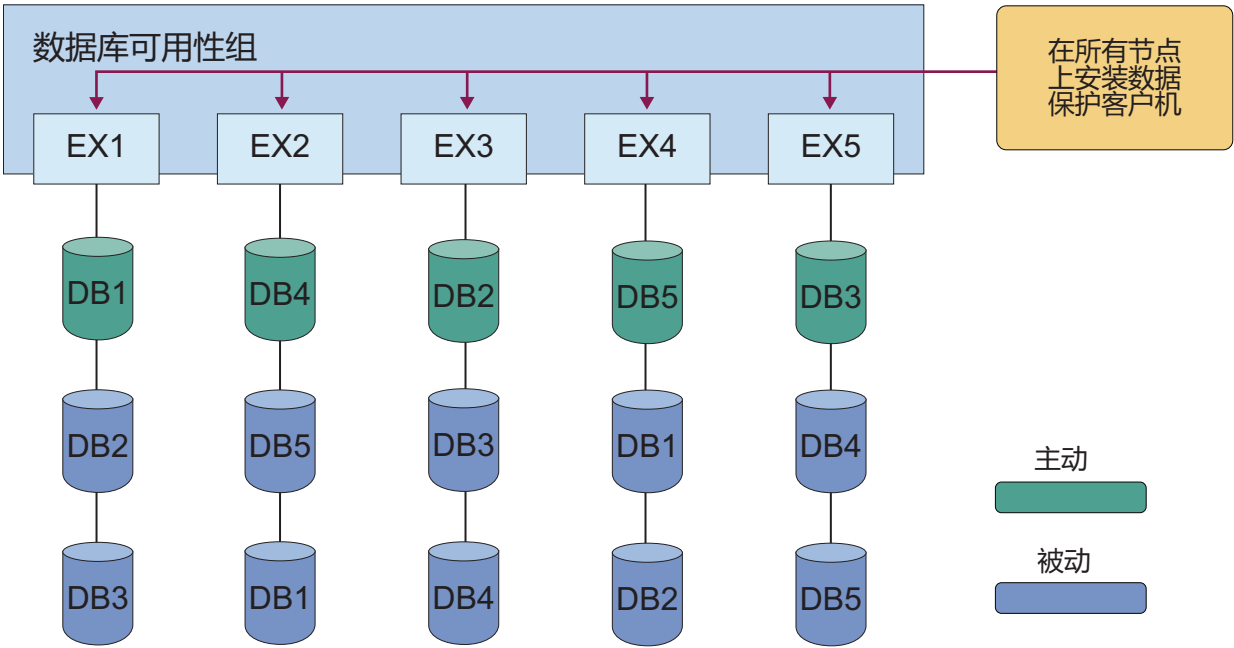 数据库可用性组
在所有节点
上安装数据
保护客户机
EX1 EX2 EX3 EX4 EX5
DB1 DB4 DB2 DB5 DB3
DB2 DB5 DB3 DB1 DB4
主动
被动
DB3 DB1 DB4 DB2 DB5